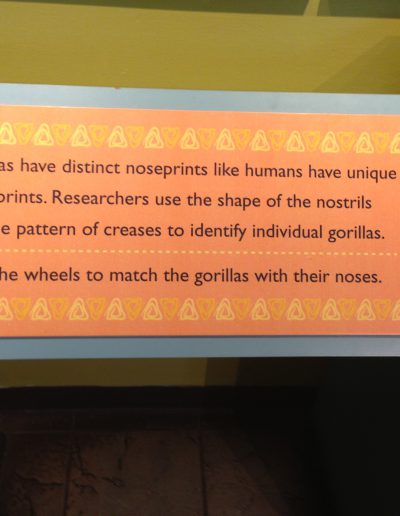 as have distinct noseprints like humans have unique
prints. Researchers use the shape of the nostrils
e pattern of creases to identify individual gorillas.
he wheels to match the gorillas with their noses.